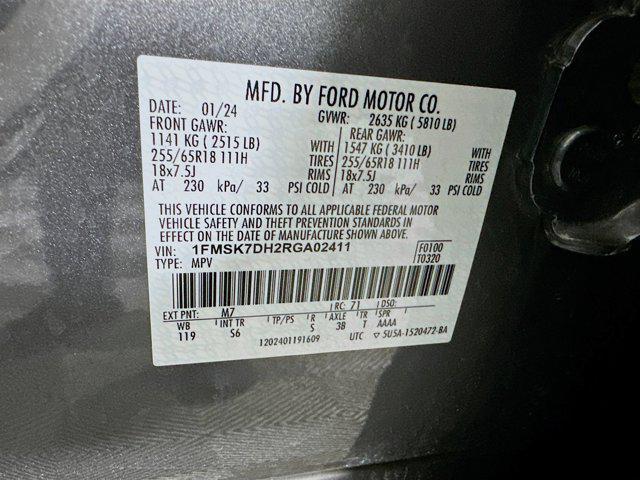 MFD. BY FORD MOTOR CO.
DATE: 01/24 GVWR: 2635 KG ( 5810 LB)
FRONT GAWR: REAR GAWR:
1141 KG ( 2515 LB) WITH 1547 KG ( 3410 LB) WITH
255/65R18 111H TIRES 255/65R18 111H TIRES
18x7.5J RIMS 18x7.5J RIMS
AT 230 kPa/ 33 PSI COLD AT 230 kPa/ 33 PSI COLD
THIS VEHICLE CONFORMS TO ALL APPLICABLE FEDERAL MOTOR
VEHICLE SAFETY AND THEFT PREVENTION STANDARDS IN
EFFECT ON THE DATE OF MANUFACTURE SHOWN ABOVE.
VIN: 1FMSK7DH2RGA02411 F0100
TYPE: MPV T0320
EXT PNT: M7 RC: 71 DSO:
WB INT TR TP/PS R AXLE TR SPR
119 S6 S 38 T AAAA
1202401191609 UTC ▽ 5U5A-1520472-BA